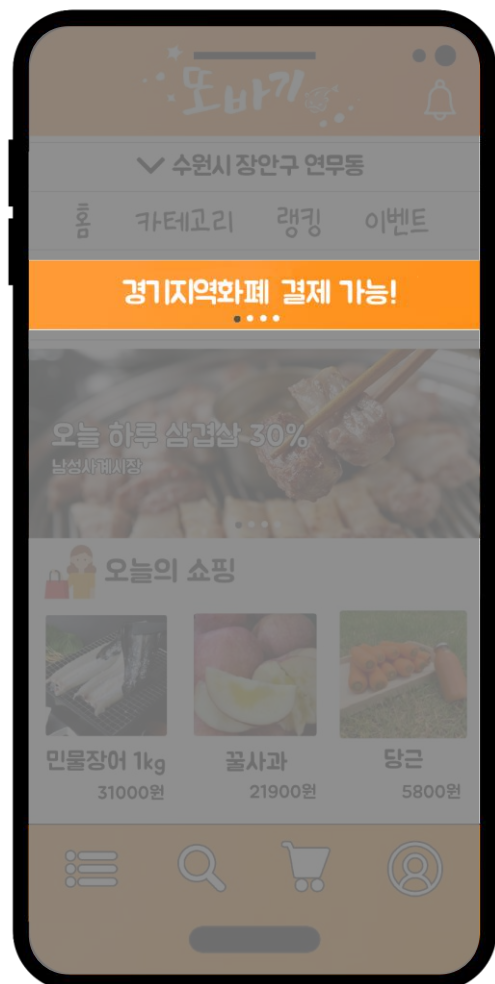 또바기
수원시 장안구 연무동
홈 카테고리 랭킹 이벤트
경기지역화폐 결제 가능!
오늘 하루 삼겹살 30%
남성사계시장
오늘의 쇼핑
민물장어 1kg 꿀사과 당근
31000원 21900원 5800원